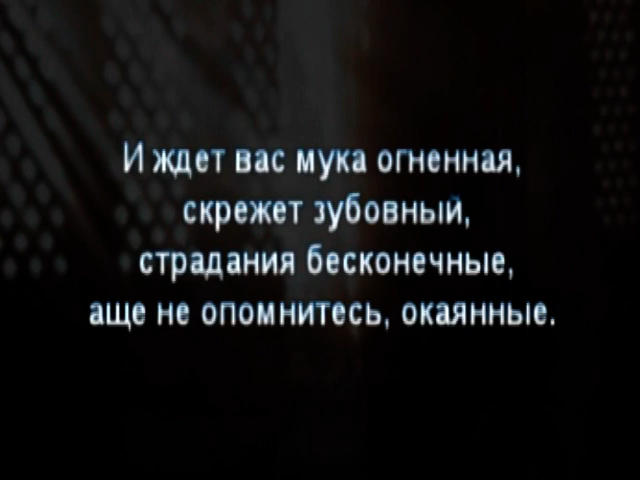 И ждет вас мука огненная,
скрежет зубовный,
страдания бесконечные,
аще не опомнитесь, окаянные.